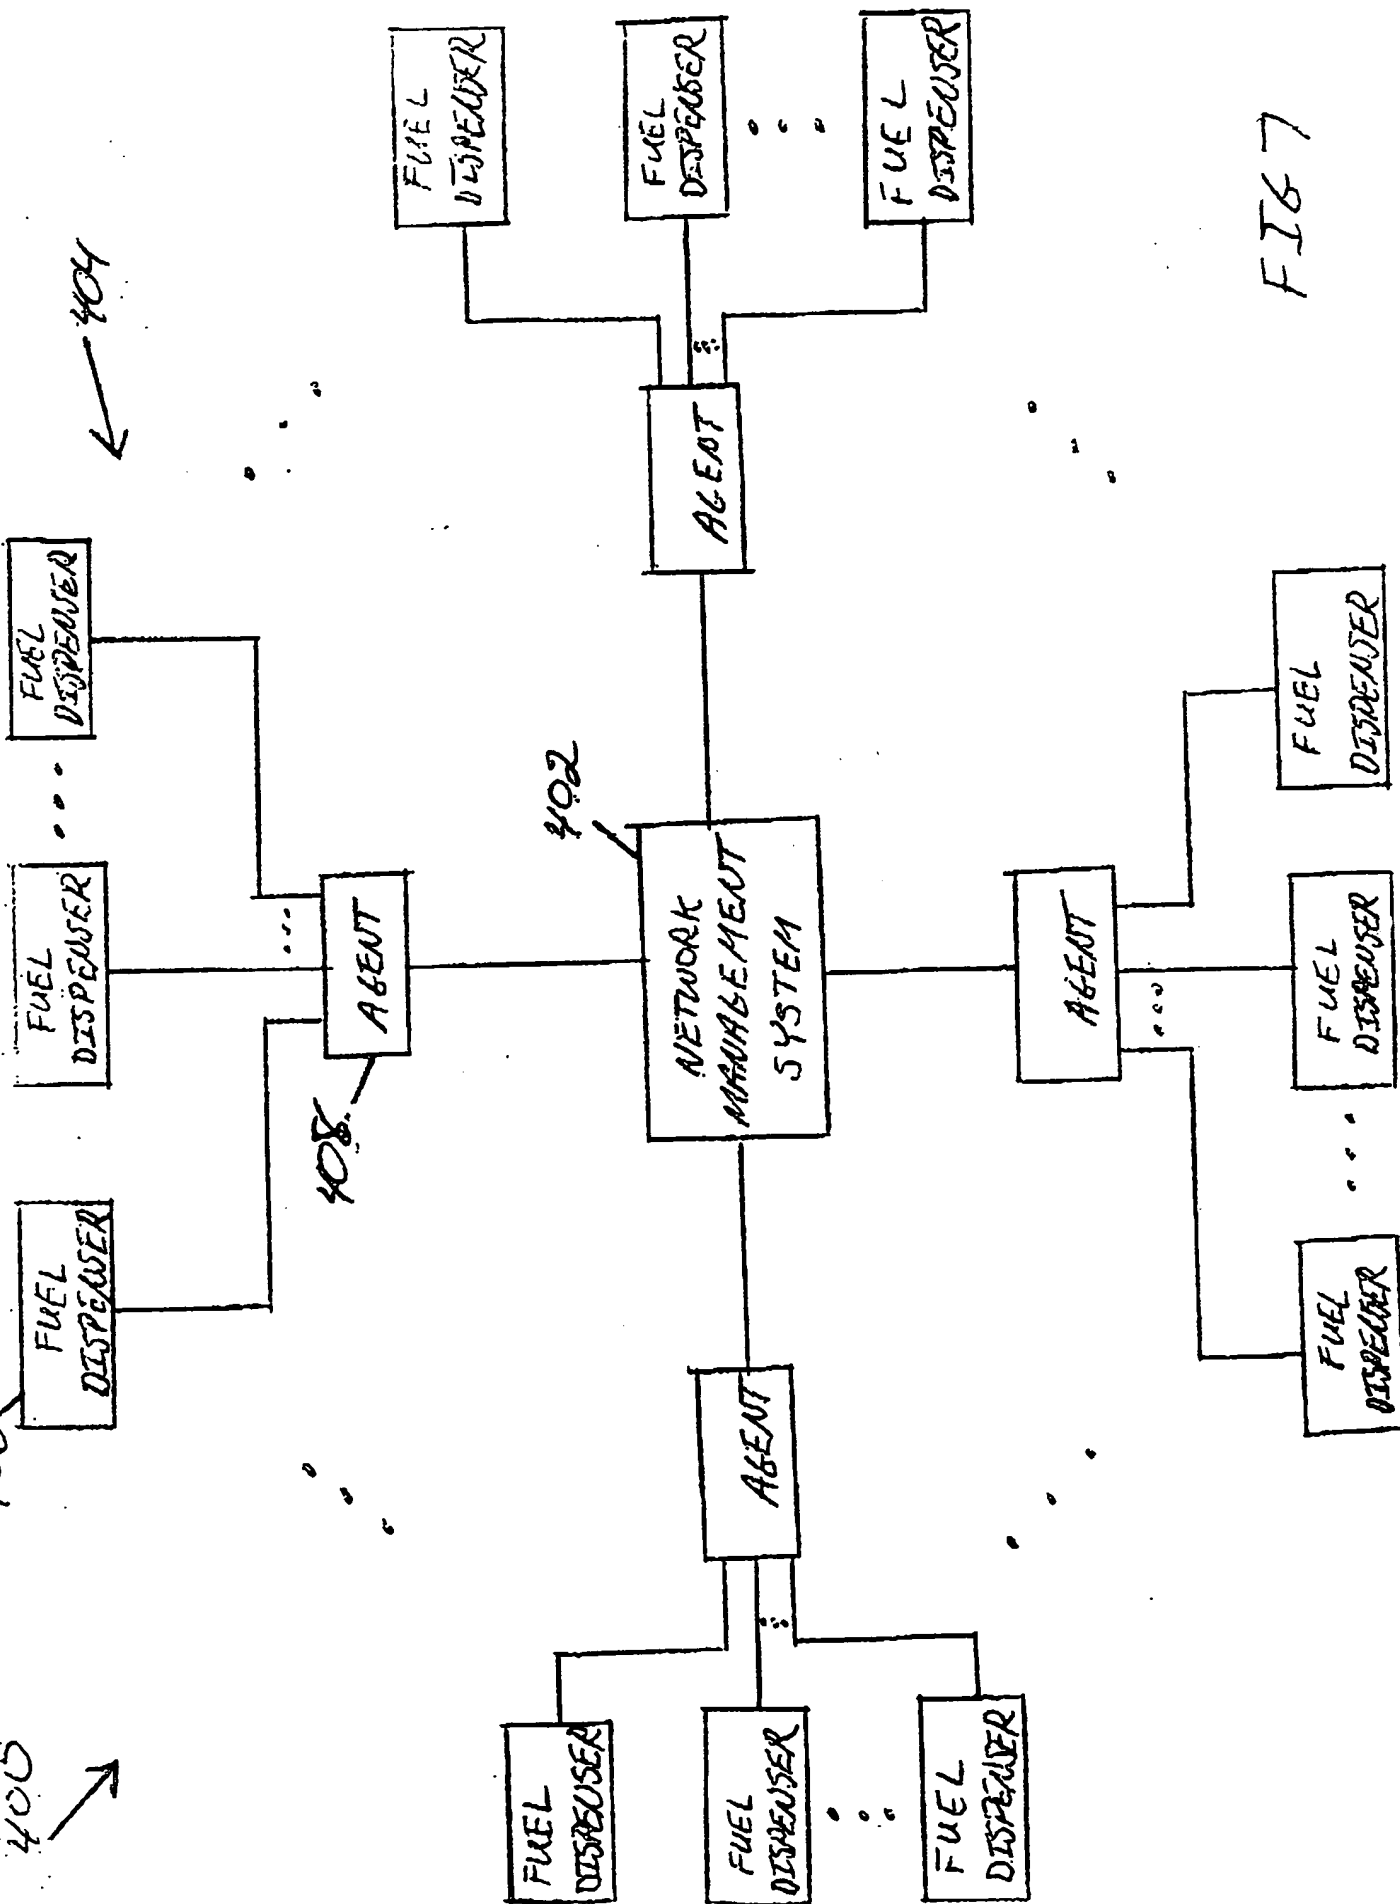 400
FUEL
DISPENSER
FUEL
DISPENSER
FUEL
DISPENSER
404
408
AGENT
FUEL
DISPENSER
FUEL
DISPENSER
FUEL
DISPENSER
AGENT
402
NETWORK
MANAGEMENT
SYSTEM
AGENT
FUEL
DISPENSER
FUEL
DISPENSER
FUEL
DISPENSER
AGENT
FUEL
DISPENSER
FUEL
DISPENSER
FUEL
DISPENSER
FIG 7